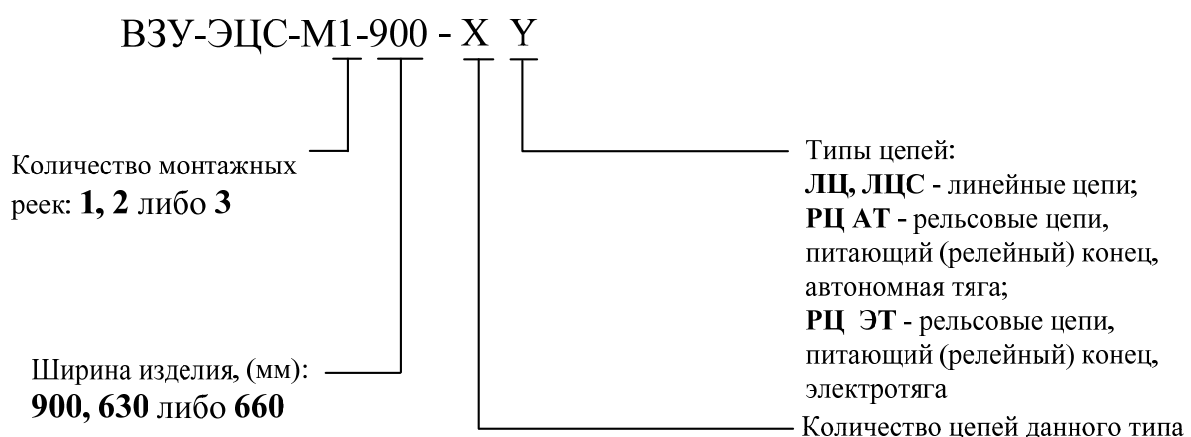 ВЗУ-ЭЦС-М1-900 - X Y
Количество монтажных
реек: 1, 2 либо 3
Ширина изделия, (мм):
900, 630 либо 660
Типы цепей:
ЛЦ, ЛЦС - линейные цепи;
РЦ АТ - рельсовые цепи,
питающий (релейный) конец,
автономная тяга;
РЦ ЭТ - рельсовые цепи,
питающий (релейный) конец,
электротяга
Количество цепей данного типа